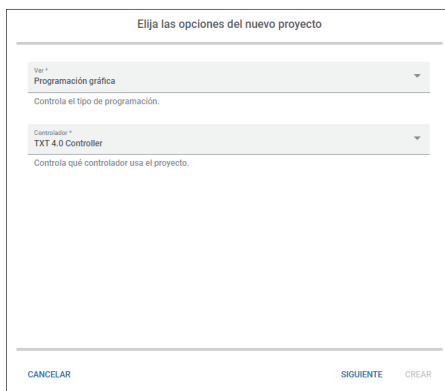 Elija las opciones del nuevo proyecto
Ver *
Programación gráfica
Controla el tipo de programación.
Controlador *
TXT 4.0 Controller
Controla qué controlador usa el proyecto.
CANCELAR SIGUIENTE CREAR